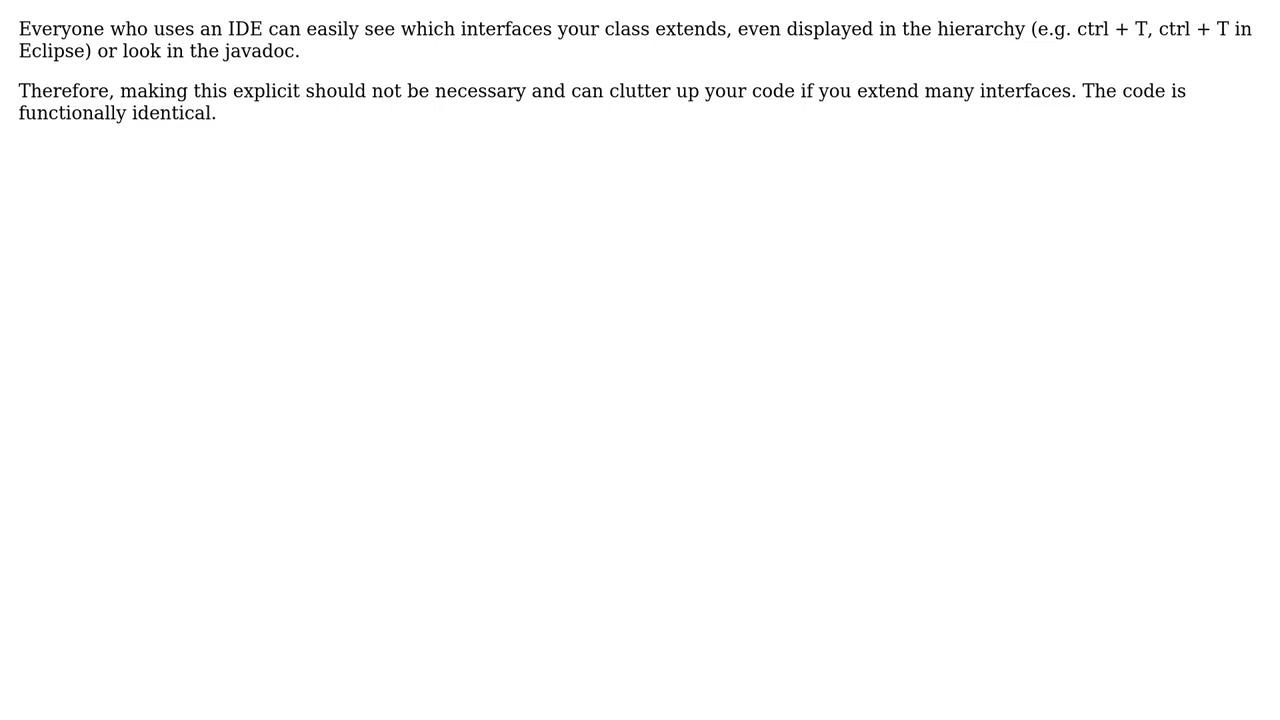 Everyone who uses an IDE can easily see which interfaces your class extends, even displayed in the hierarchy (e.g. ctrl + T, ctrl + T in
Eclipse) or look in the javadoc.
Therefore, making this explicit should not be necessary and can clutter up your code if you extend many interfaces. The code is
functionally identical.